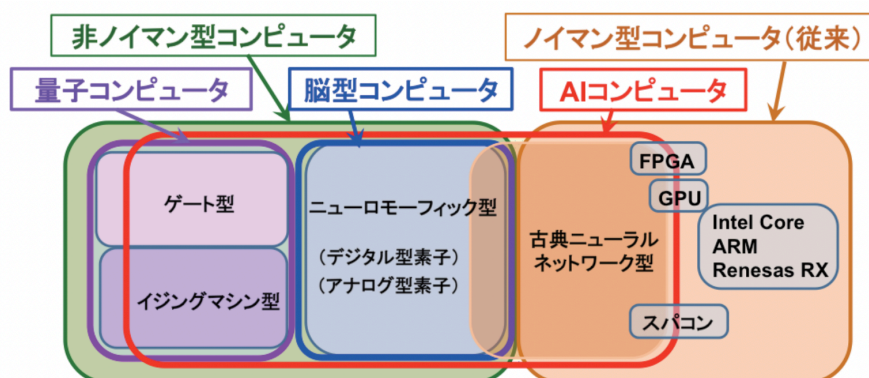 非ノイマン型コンピュータ
ノイマン型コンピュータ(従来)
量子コンピュータ
脳型コンピュータ
AIコンピュータ
ゲート型
イジングマシン型
ニューロモーフィック型
(デジタル型素子)
(アナログ型素子)
古典ニューラル
ネットワーク型
FPGA
GPU
Intel Core
ARM
Renesas RX
スパコン